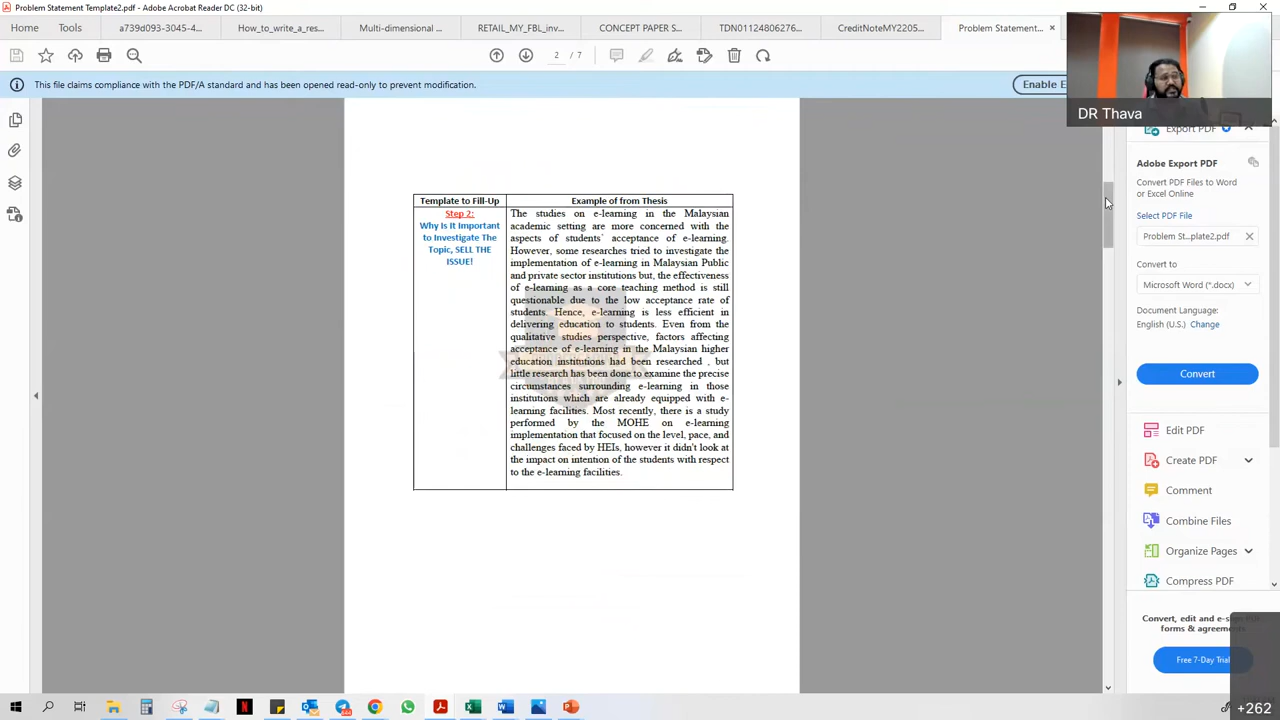 Problem Statement Template2.pdf - Adobe Acrobat Reader DC (32-bit)
Home
Tools
a739d093-3045-4...
How_to_write_a_res...
Multi-dimensional ...
RETAIL_MY_FBL_inv...
CONCEPT PAPER S...
TDN01124806276...
CreditNoteMY2205...
Problem Statement...
2 / 7
This file claims compliance with the PDF/A standard and has been opened read-only to prevent modification.
Enable E
DR Thava
Template to Fill-Up
Example of from Thesis
Step 2:
Why Is It Important
to Investigate The
Topic, SELL THE
ISSUE!
The studies on e-learning in the Malaysian
academic setting are more concerned with the
aspects of students` acceptance of e-learning.
However, some researches tried to investigate the
implementation of e-learning in Malaysian Public
and private sector institutions but, the effectiveness
of e-learning as a core teaching method is still
questionable due to the low acceptance rate of
students. Hence, e-learning is less efficient in
delivering education to students. Even from the
qualitative studies perspective, factors affecting
acceptance of e-learning in the Malaysian higher
education institutions had been researched , but
little research has been done to examine the precise
circumstances surrounding e-learning in those
institutions which are already equipped with e-
learning facilities. Most recently, there is a study
performed by the MOHE on e-learning
implementation that focused on the level, pace, and
challenges faced by HEIs, however it didn't look at
the impact on intention of the students with respect
to the e-learning facilities.
Export PDF
Adobe Export PDF
Convert PDF Files to Word
or Excel Online
Select PDF File
Problem St...plate2.pdf
Convert to
Microsoft Word (*.docx)
Document Language:
English (U.S.) Change
Convert
Edit PDF
Create PDF
Comment
Combine Files
Organize Pages
Compress PDF
Convert, edit and e-sign PDF
forms & agreements
Free 7-Day Trial
+262